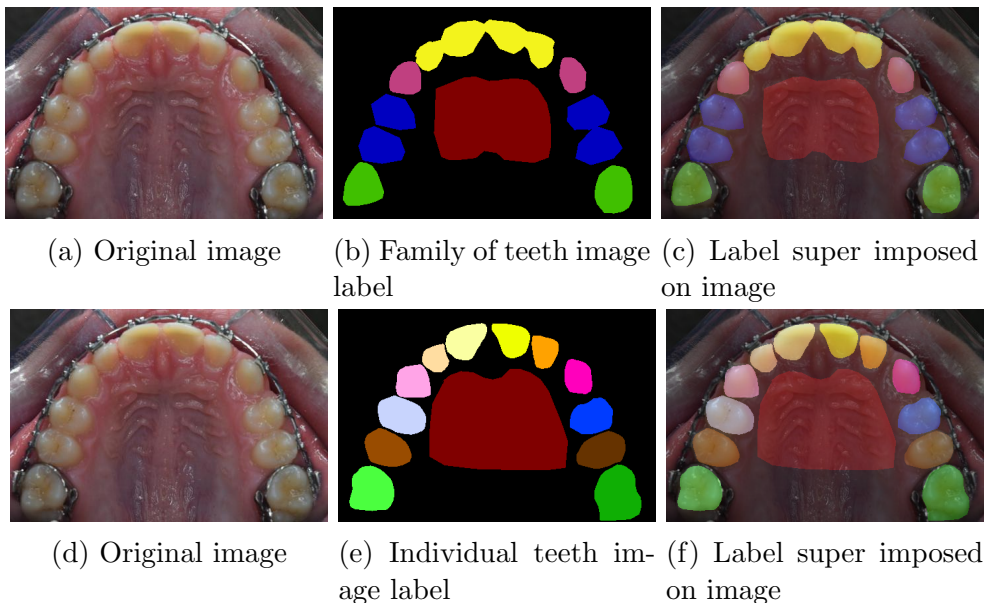 (a) Original image
(b) Family of teeth image
label
(c) Label super imposed
on image
(d) Original image
(e) Individual teeth im-
age label
(f) Label super imposed
on image